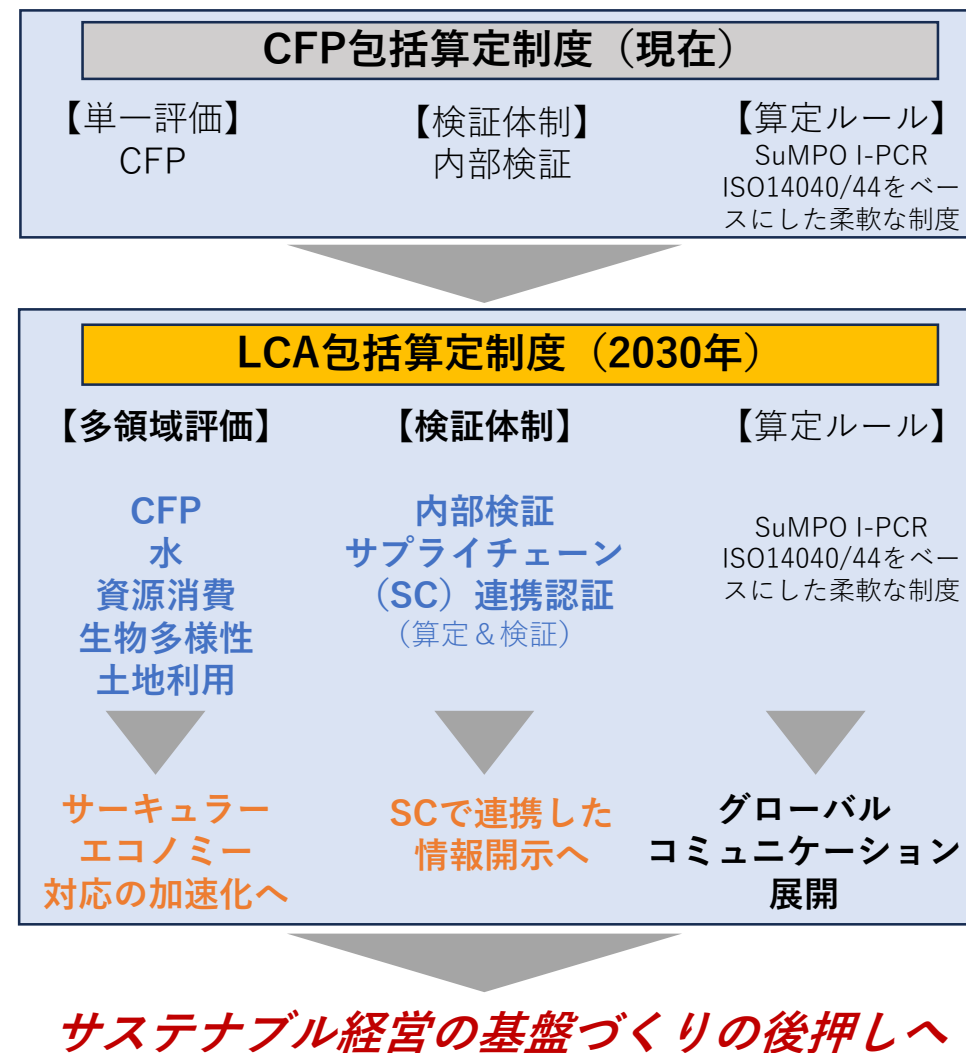 CFP包括算定制度（現在）
【単一評価】
CFP
【検証体制】
内部検証
【算定ルール】
SuMPO I-PCR
ISO14040/44をベー
スにした柔軟な制度
LCA包括算定制度（2030年）
【多領域評価】
CFP
水
資源消費
生物多様性
土地利用
サーキュラー
エコノミー
対応の加速化へ
【検証体制】
内部検証
サプライチェーン
（SC）連携認証
（算定＆検証）
SCで連携した
情報開示へ
【算定ルール】
SuMPO I-PCR
ISO14040/44をベー
スにした柔軟な制度
グローバル
コミュニケーション
展開
サステナブル経営の基盤づくりの後押しへ